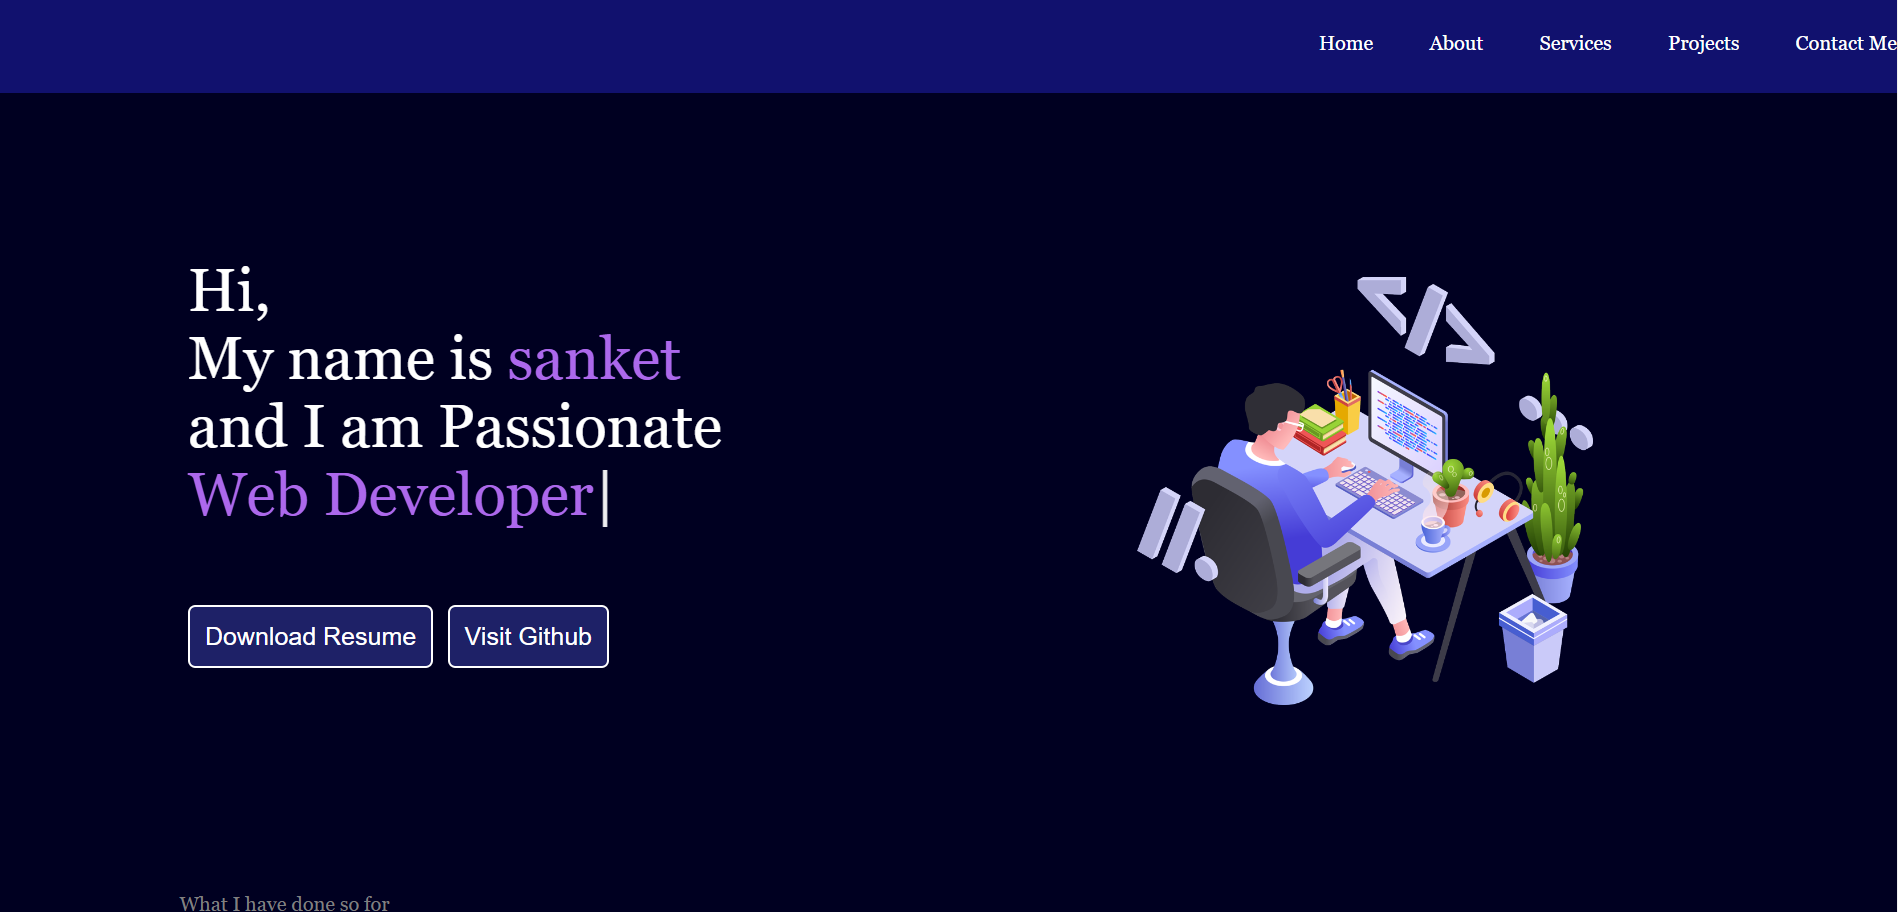 Home About Services Projects Contact Me
Hi,
My name is sanket
and I am Passionate
Web Developer|
Download Resume Visit Github
What I have done so for